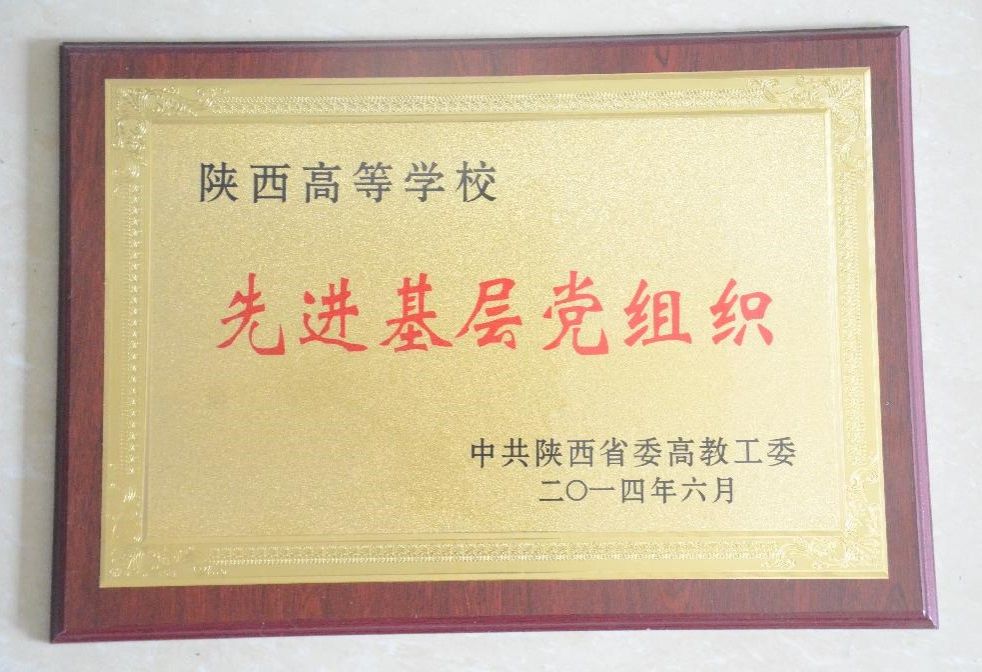 陕西高等学校
先进基层党组织
中共陕西省委高教工委
二〇一四年六月